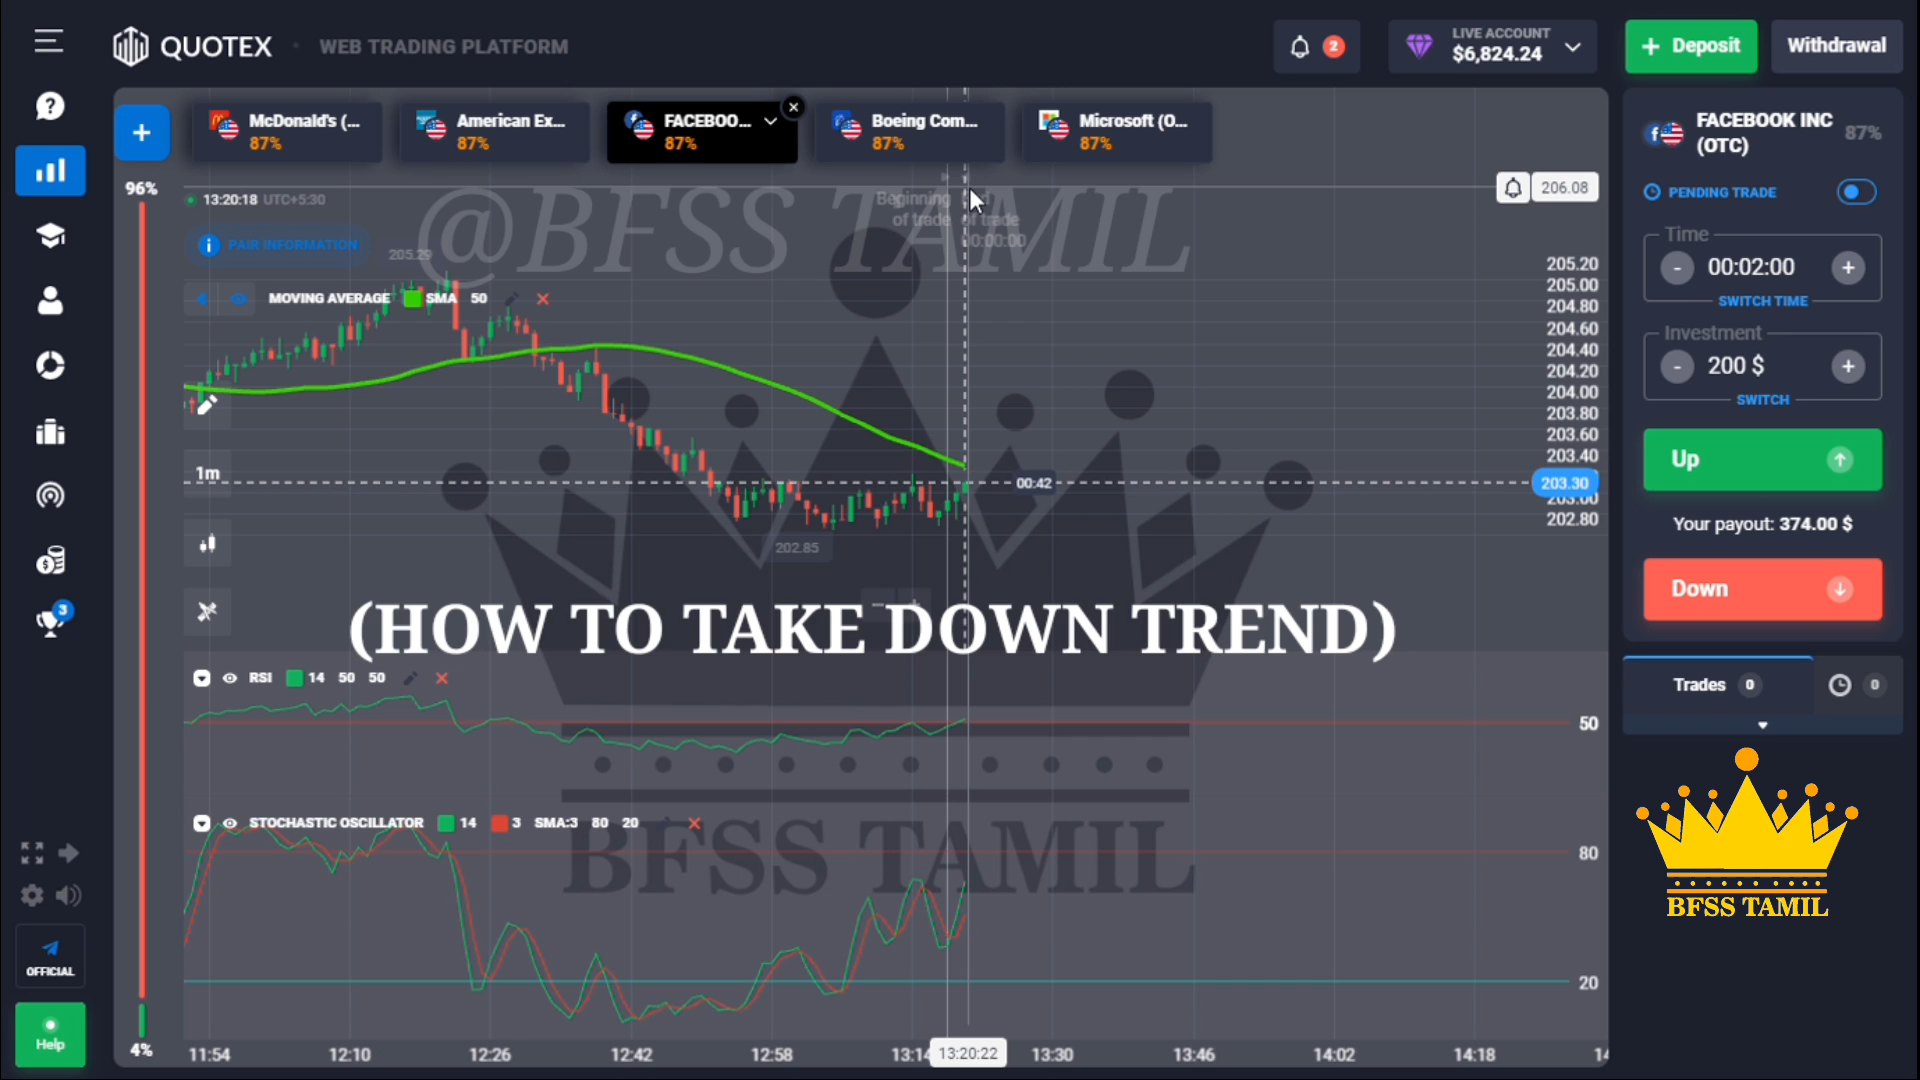 QUOTEX
WEB TRADING PLATFORM
2
LIVE ACCOUNT
$6,824.24
+ Deposit
Withdrawal
+
McDonald's (...
87%
American Ex...
87%
FACEBOO...
87%
Boeing Com...
87%
Microsoft (O...
87%
FACEBOOK INC
(OTC)
87%
96%
13:20:18 UTC+5:30
@BFSS TAMIL
Beginning
of trade
of trade
00:00:00
206.08
PENDING TRADE
PAIR INFORMATION
205.29
MOVING AVERAGE SMA 50
205.20
205.00
204.80
204.60
204.40
204.20
204.00
203.80
203.60
203.40
203.30
203.00
202.80
Time
- 00:02:00 +
SWITCH TIME
Investment
- 200 $ +
SWITCH
Up
Your payout: 374.00 $
Down
1m
00:42
202.85
(HOW TO TAKE DOWN TREND)
RSI 14 50 50
50
Trades 0
0
STOCHASTIC OSCILLATOR 14 3 SMA:3 80 20
BFSS TAMIL
80
20
BFSS TAMIL
3
OFFICIAL
Help
4%
11:54
12:10
12:26
12:42
12:58
13:14
13:20:22
13:30
13:46
14:02
14:18